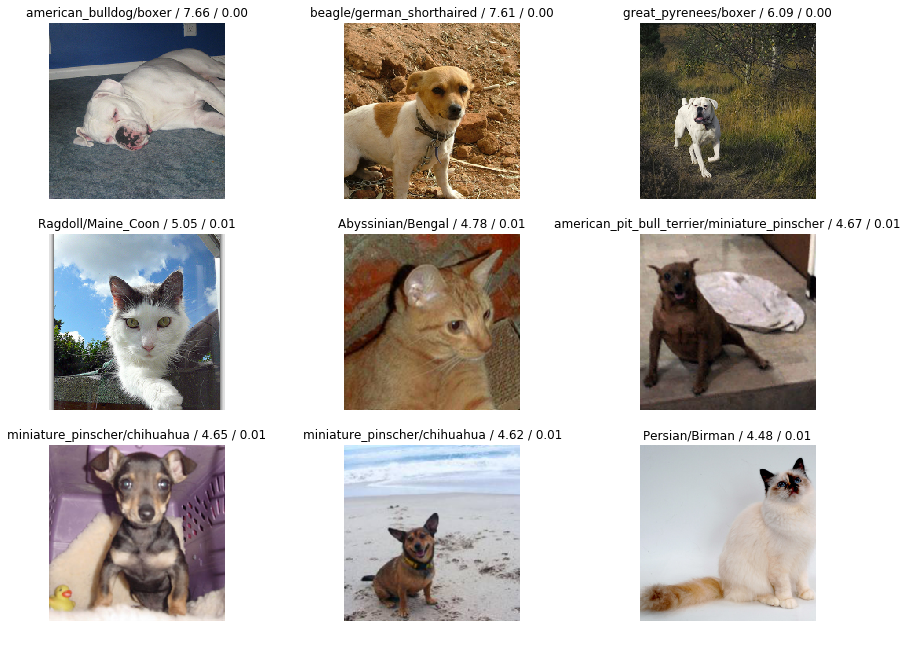 american_bulldog/boxer / 7.66 / 0.00
beagle/german_shorthaired / 7.61 / 0.00
great_pyrenees/boxer / 6.09 / 0.00
Ragdoll/Maine_Coon / 5.05 / 0.01
Abyssinian/Bengal / 4.78 / 0.01
american_pit_bull_terrier/miniature_pinscher / 4.67 / 0.01
miniature_pinscher/chihuahua / 4.65 / 0.01
miniature_pinscher/chihuahua / 4.62 / 0.01
Persian/Birman / 4.48 / 0.01